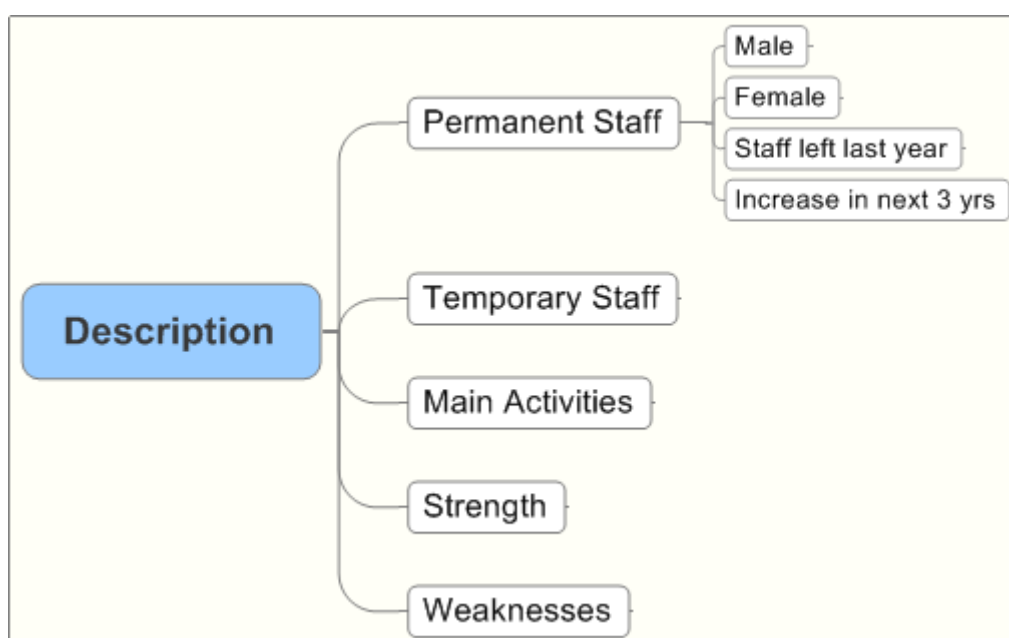 Description
Permanent Staff
Male
Female
Staff left last year
Increase in next 3 yrs
Temporary Staff
Main Activities
Strength
Weaknesses